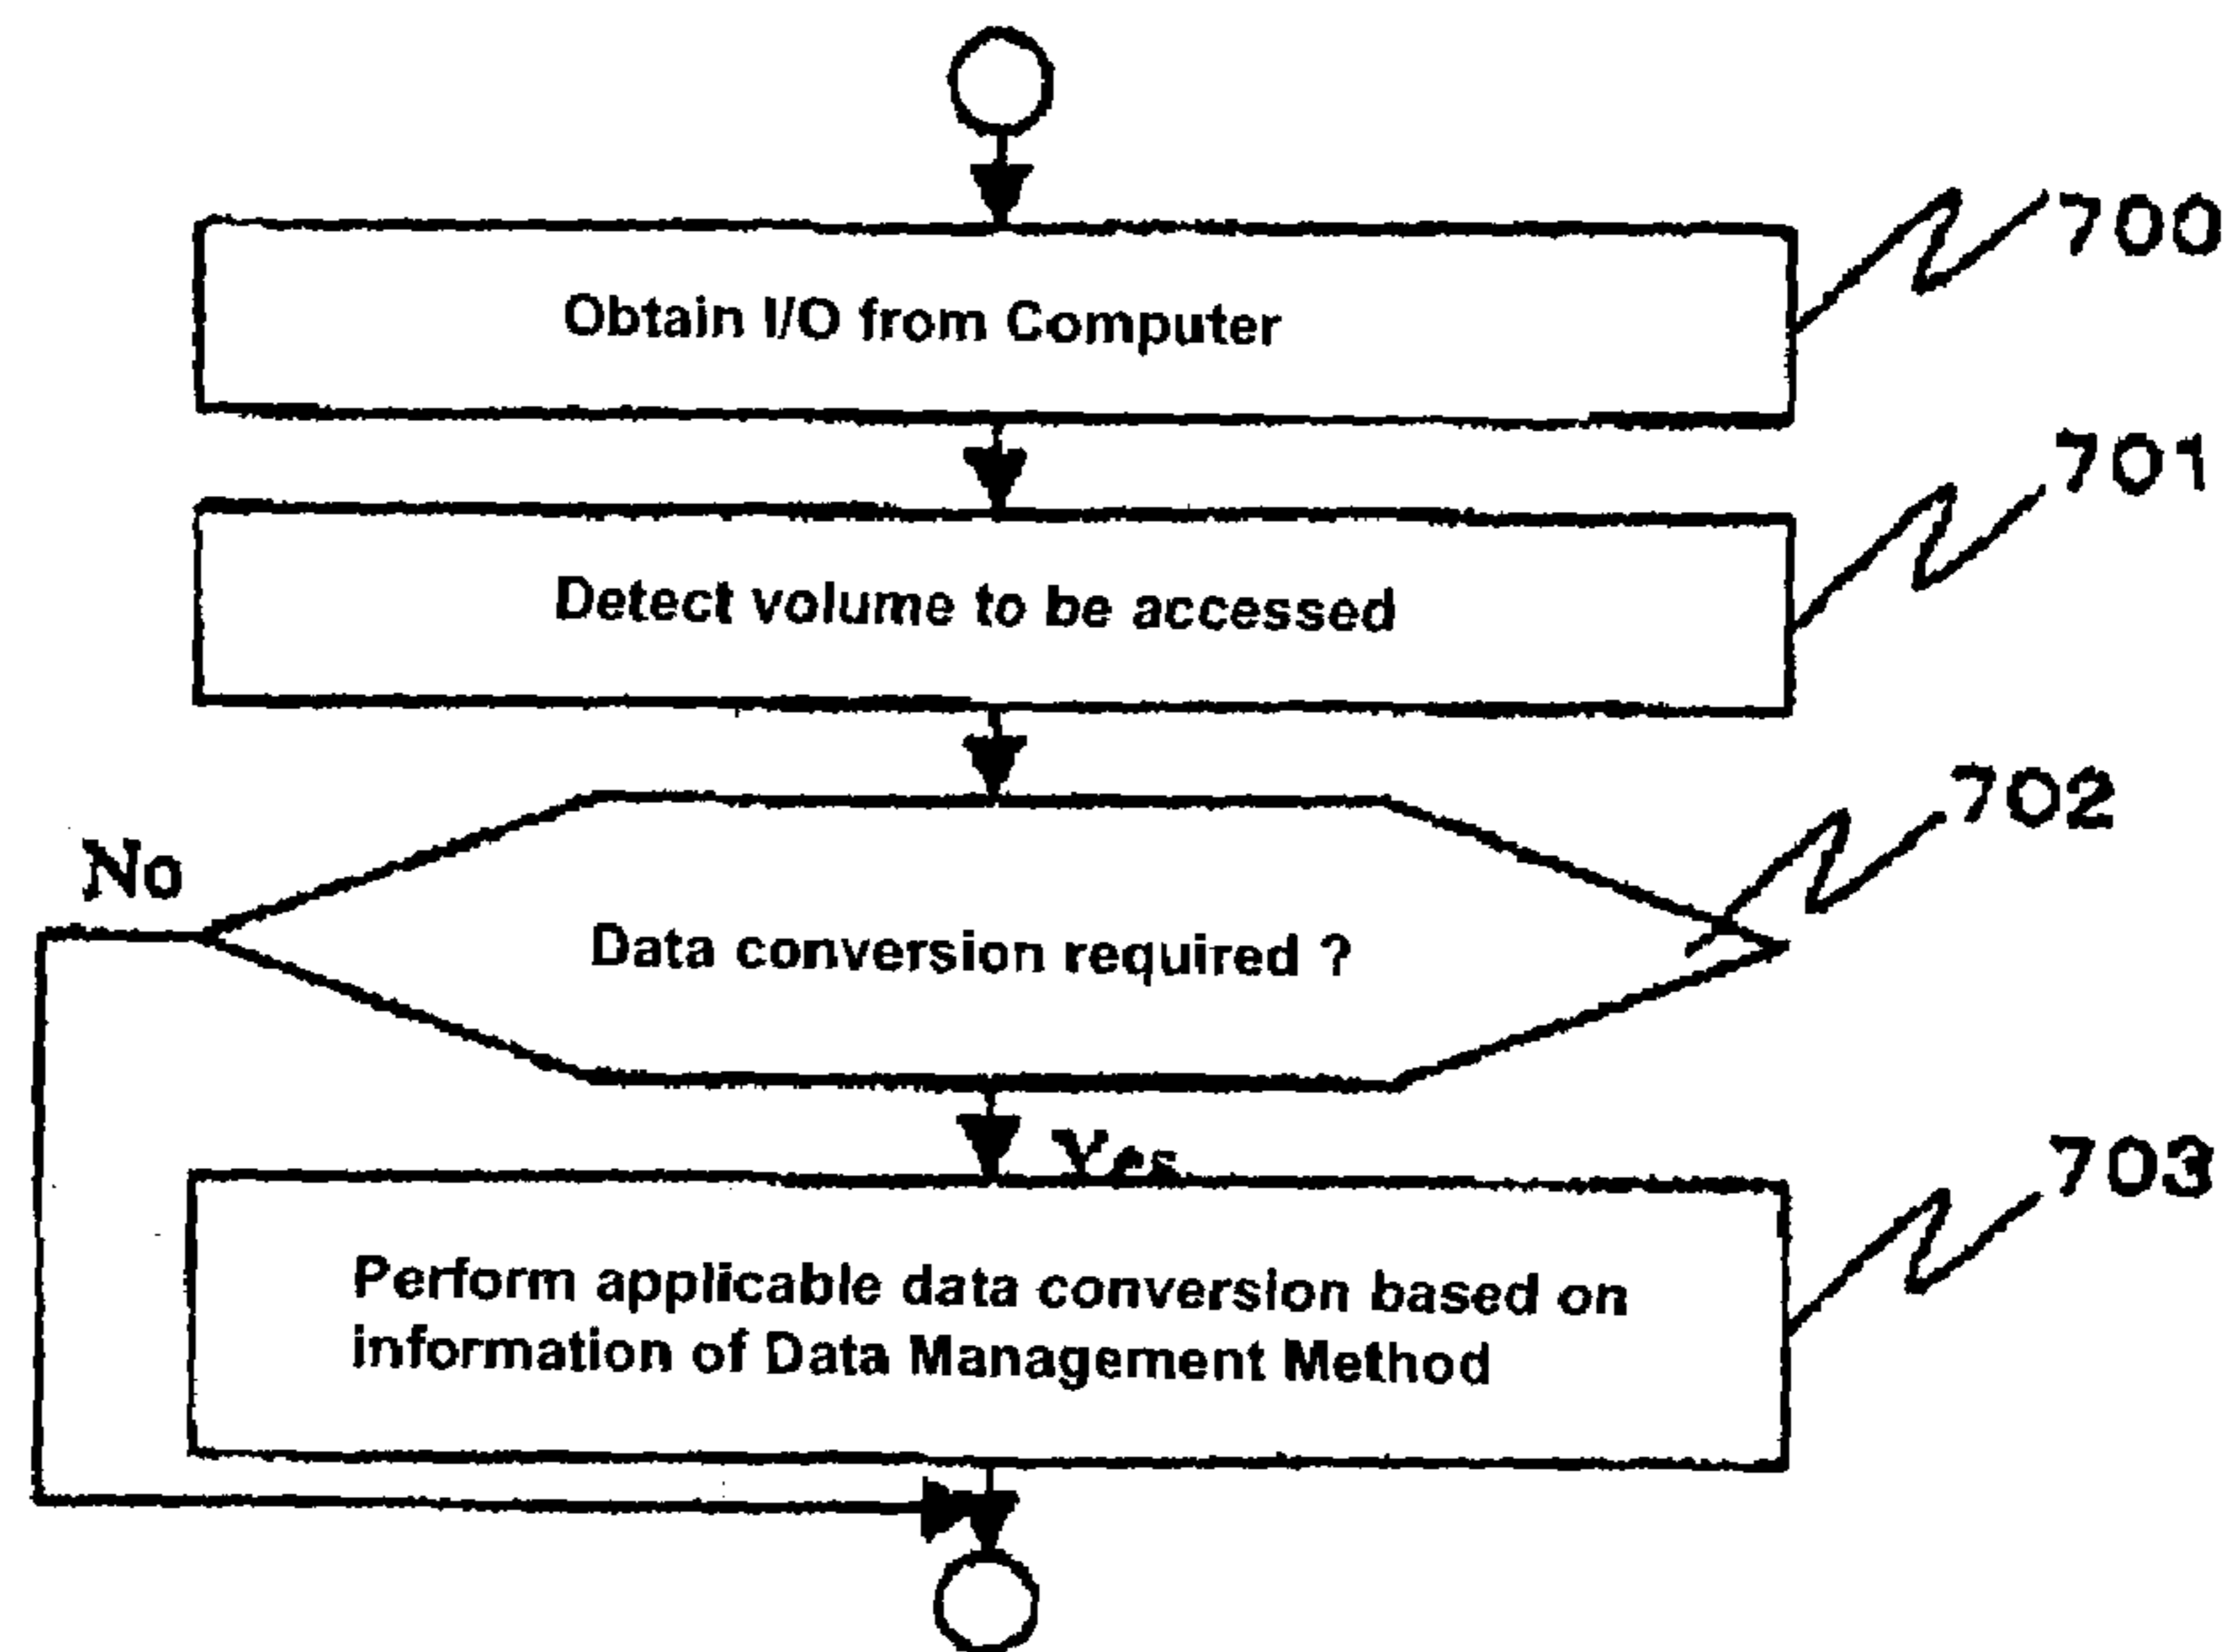 700
Obtain I/O from Computer
701
Detect volume to be accessed
702
No
Data conversion required ?
Yes
703
Perform applicable data conversion based on
information of Data Management Method